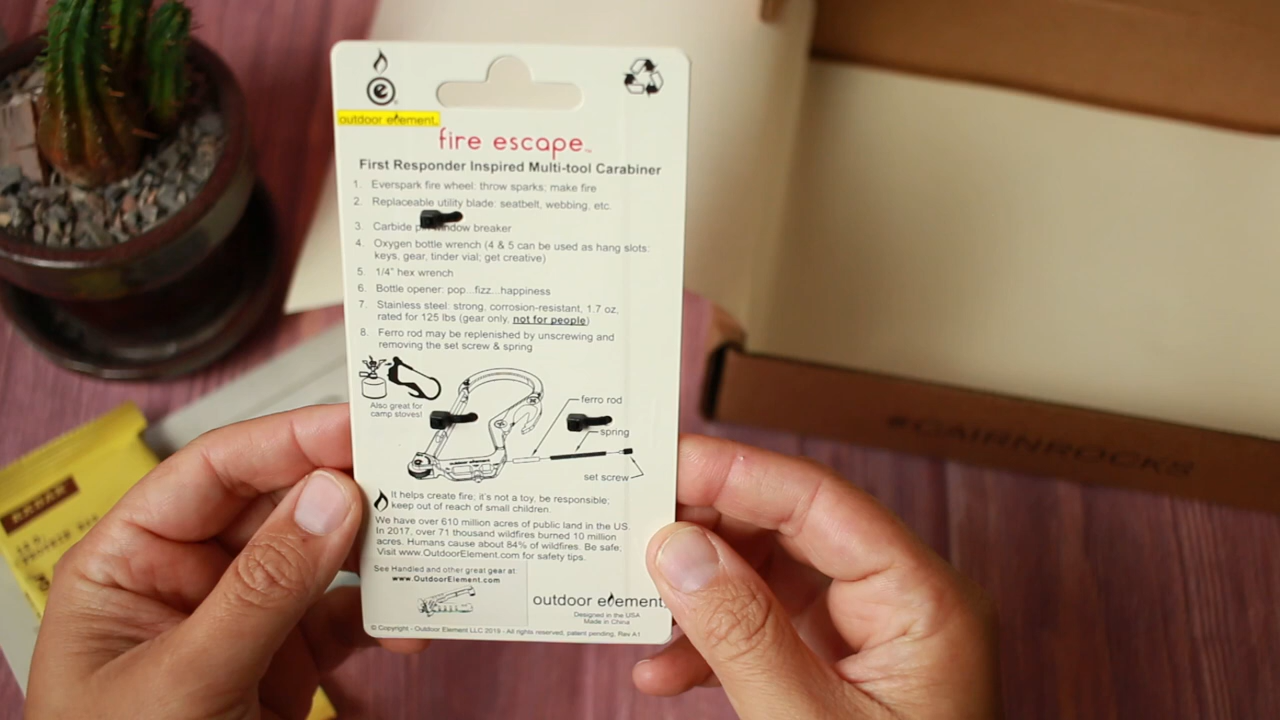 outdoor element.
fire escape™
First Responder Inspired Multi-tool Carabiner
1. Everspark fire wheel: throw sparks; make fire
2. Replaceable utility blade: seatbelt, webbing, etc.
3. Carbide window breaker
4. Oxygen bottle wrench (4 & 5 can be used as hang slots:
keys, gear, tinder vial; get creative)
5. 1/4" hex wrench
6. Bottle opener: pop...fizz...happiness
7. Stainless steel: strong, corrosion-resistant, 1.7 oz,
rated for 125 lbs (gear only, not for people)
8. Ferro rod may be replenished by unscrewing and
removing the set screw & spring
Also great for
camp stoves!
ferro rod
spring
set screw
It helps create fire; it's not a toy, be responsible;
keep out of reach of small children.
We have over 610 million acres of public land in the US.
In 2017, over 71 thousand wildfires burned 10 million
acres. Humans cause about 84% of wildfires. Be safe;
Visit www.OutdoorElement.com for safety tips.
See Handled and other great gear at:
www.OutdoorElement.com
outdoor element.
Designed in the USA
Made in China
© Copyright - Outdoor Element LLC 2019 - All rights reserved, patent pending, Rev A1
#CAIRNROCKS